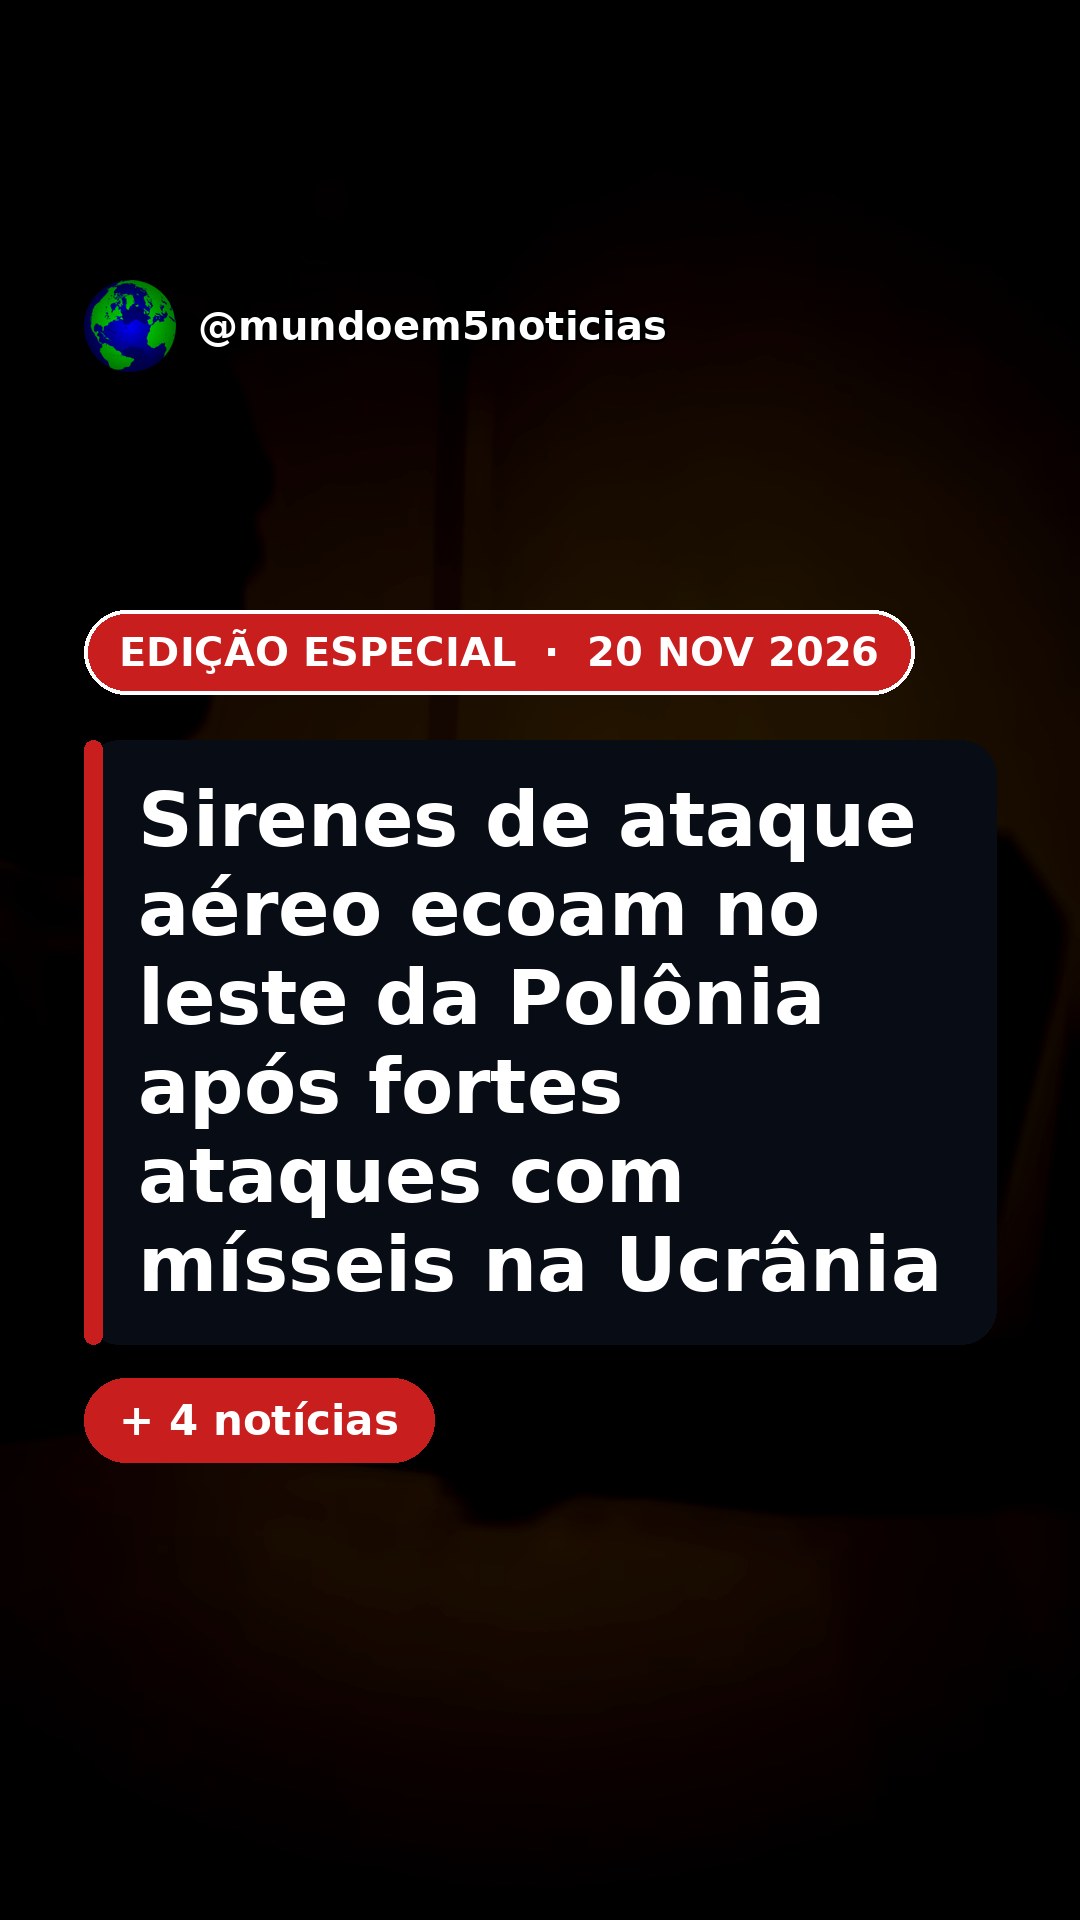 @mundoem5noticias
EDIÇÃO ESPECIAL · 20 NOV 2026
Sirenes de ataque
aéreo ecoam no
leste da Polônia
após fortes
ataques com
mísseis na Ucrânia
+ 4 notícias